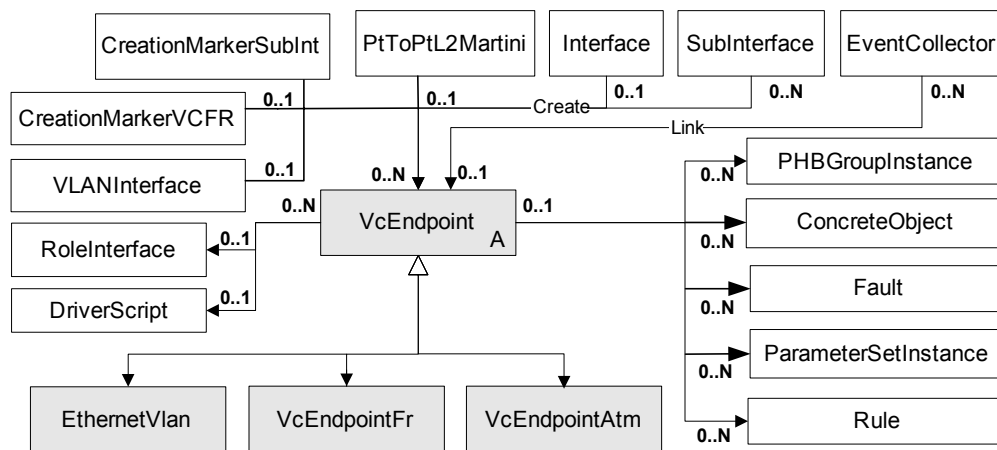 CreationMarkerSubInt
PtToPtL2Martini
Interface
SubInterface
EventCollector
CreationMarkerVCFR
0..1
0..1
Create
0..1
0..N
0..N
Link
VLANInterface
0..1
0..N
0..1
PHBGroupInstance
0..N
0..N
VcEndpoint
A
0..1
ConcreteObject
0..N
RoleInterface
0..1
DriverScript
0..1
Fault
0..N
ParameterSetInstance
0..N
EthernetVlan
VcEndpointFr
VcEndpointAtm
Rule
0..N